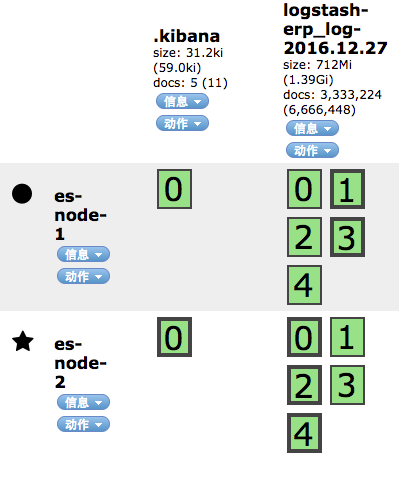 .kibana
size: 31.2ki
(59.0ki)
docs: 5 (11)
信息
动作
logstash-
erp_log-
2016.12.27
size: 712Mi
(1.39Gi)
docs: 3,333,224
(6,666,448)
信息
动作
es-
node-
1
信息
动作
0
0 1
2 3
4
es-
node-
2
信息
动作
0
0 1
2 3
4